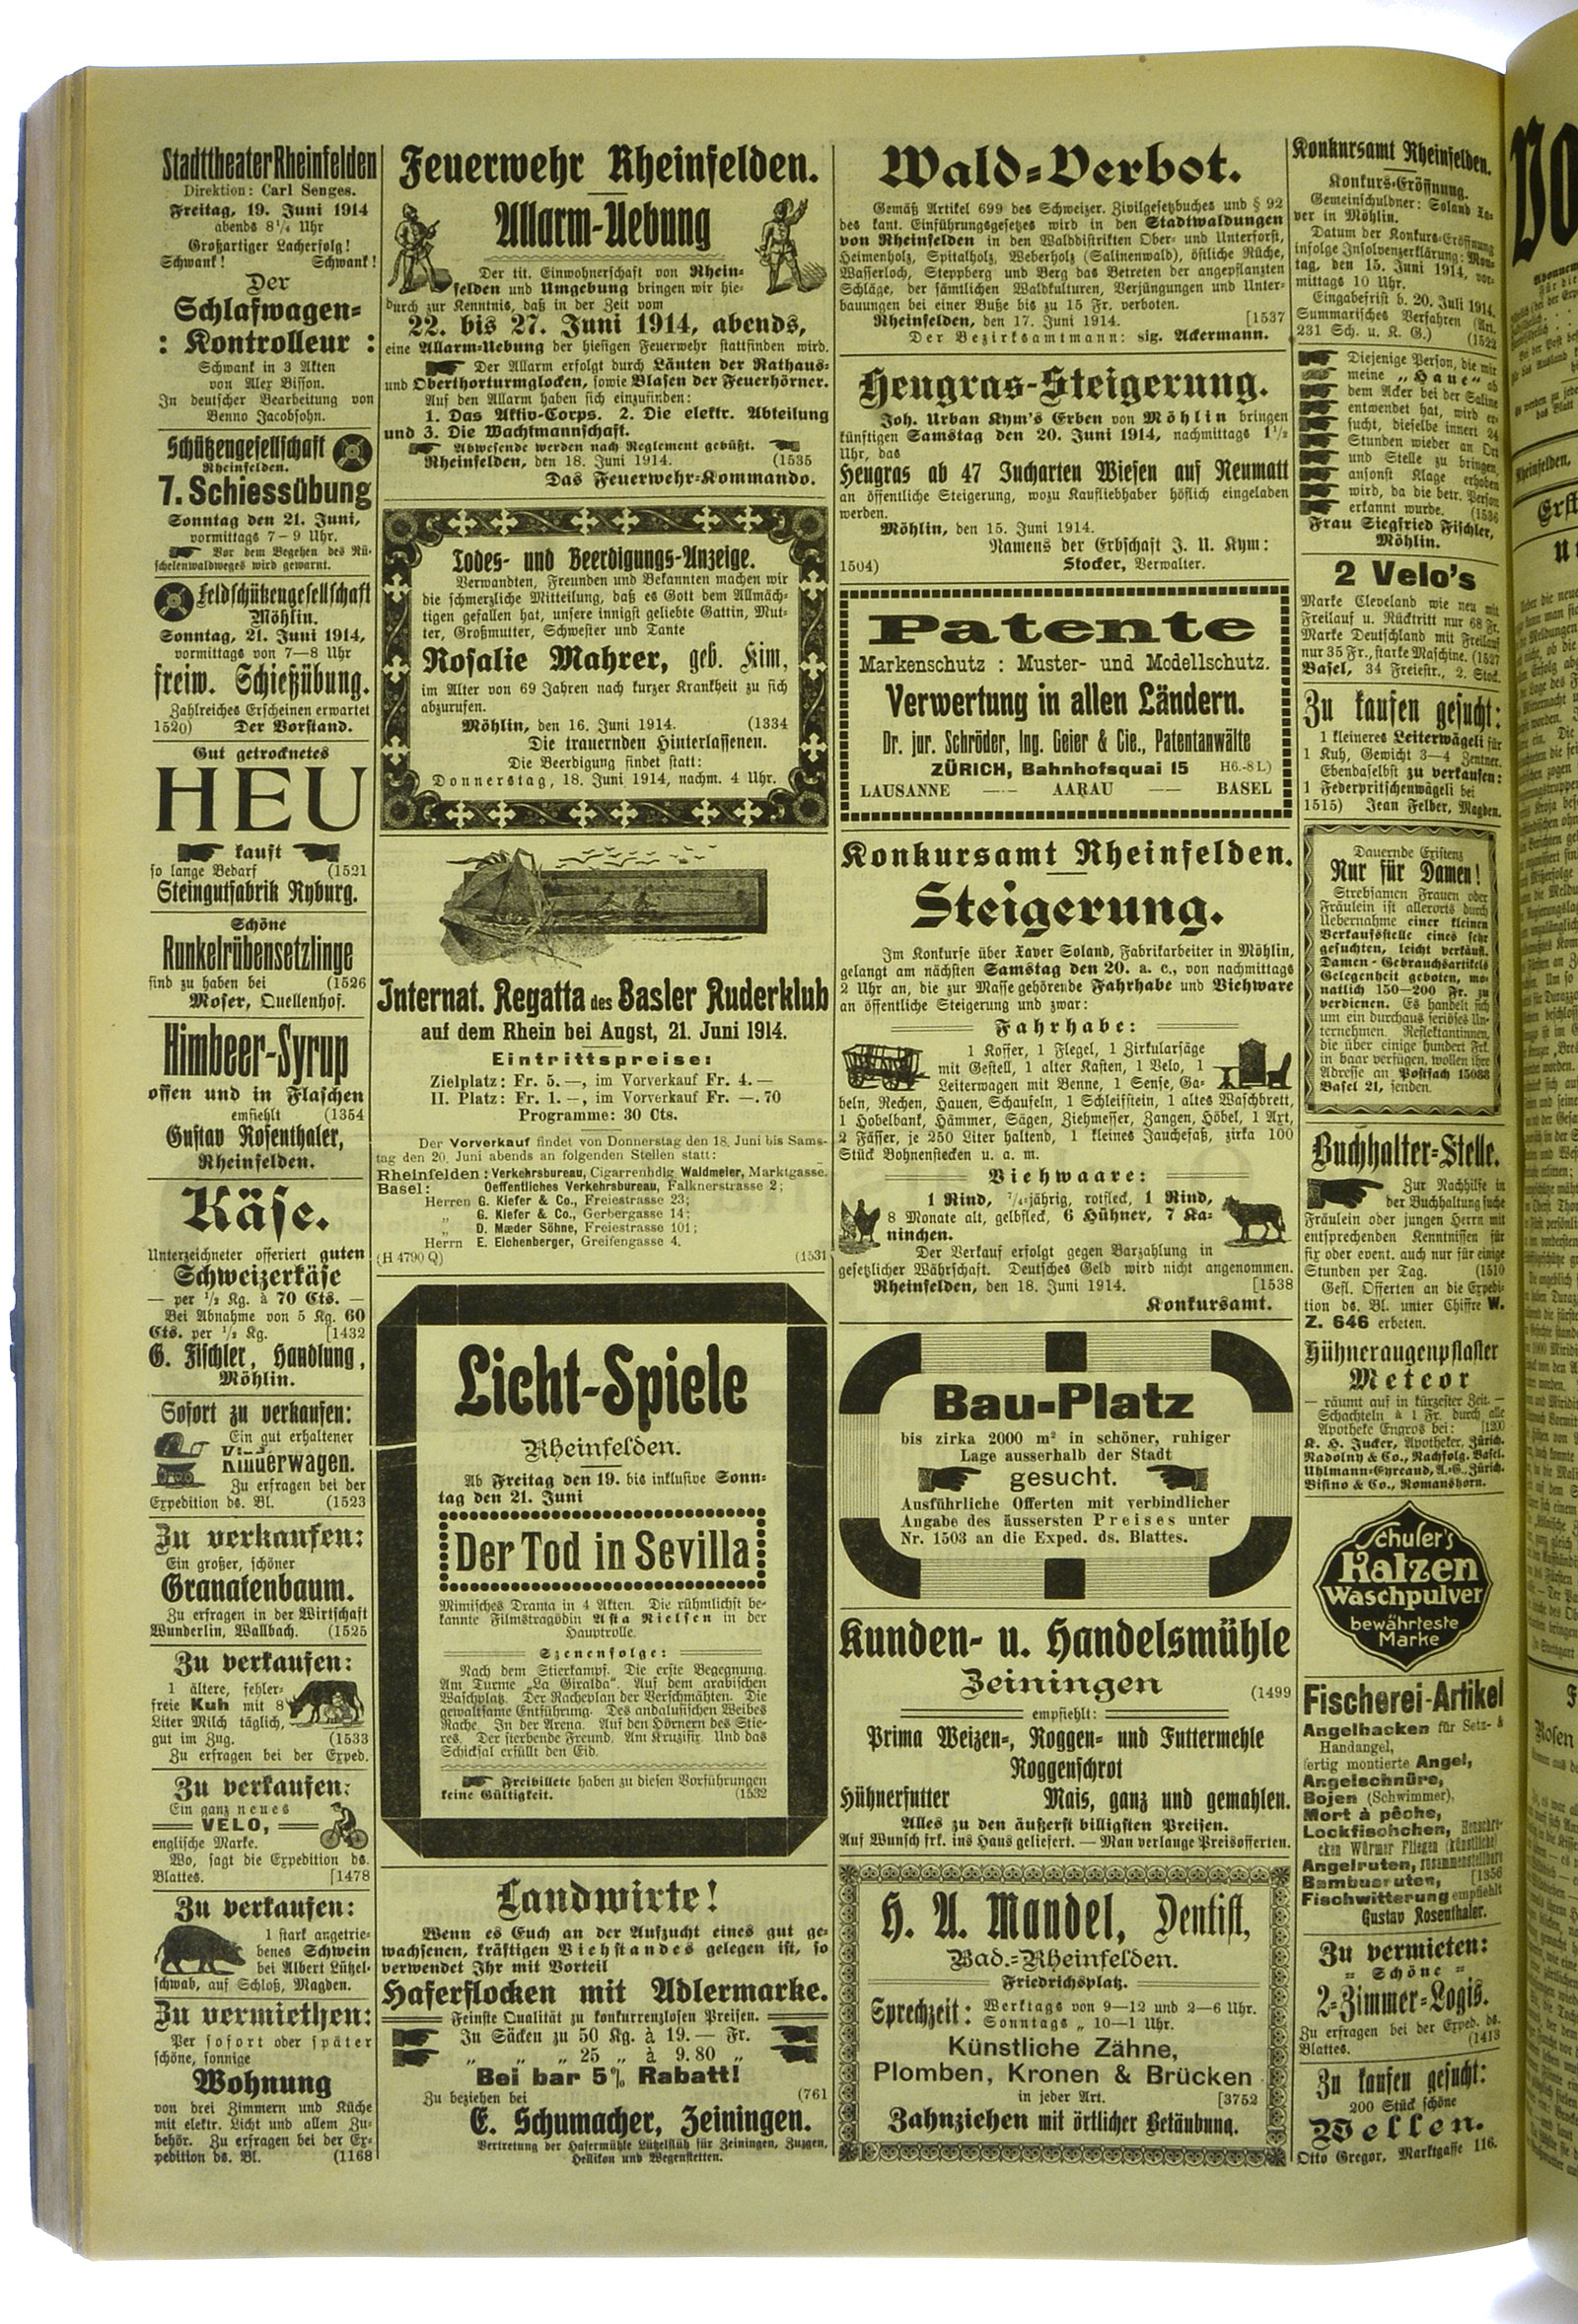 Stadttheater Rheinfelden
Direktion: Carl Senges.
Freitag, 19. Juni 1914
abends 8¼ Uhr
Großartiger Lacherfolg!
Schwank! Schwank!
Der
Schlafwagen-
: Kontrolleur :
Schwank in 3 Akten
von Alex Bisson.
In deutscher Bearbeitung von
Benno Jacobsohn.
Schützengesellschaft
Rheinfelden.
7. Schiessübung
Sonntag den 21. Juni,
vormittags 7–9 Uhr.
Vor dem Begehen des Rü-
schelenwaldweges wird gewarnt.
Feldschützengesellschaft
Möhlin.
Sonntag, 21. Juni 1914,
vormittags von 7—8 Uhr
freiw. Schießübung.
Zahlreiches Erscheinen erwartet
1520) Der Vorstand.
Gut getrocknetes
HEU
kauft
so lange Bedarf (1521
Steingutfabrik Ryburg.
Schöne
Runkelrübensetzlinge
sind zu haben bei (1526
Moser, Quellenhof.
Himbeer-Syrup
offen und in Flaschen
empfiehlt (1354
Gustav Rosenthaler,
Rheinfelden.
Käse.
Unterzeichneter offeriert guten
Schweizerkäse
— per ½ Kg. à 70 Cts. —
Bei Abnahme von 5 Kg. 60
Cts. per ½ Kg. [1432
G. Fischler, Handlung,
Möhlin.
Sofort zu verkaufen:
Ein gut erhaltener
Kinderwagen.
Zu erfragen bei der
Expedition ds. Bl. (1523
Zu verkaufen:
Ein großer, schöner
Granatenbaum.
Zu erfragen in der Wirtschaft
Wunderlin, Wallbach. (1525
Zu verkaufen:
1 ältere, fehler-
freie Kuh mit 8
Liter Milch täglich,
gut im Zug. (1533
Zu erfragen bei der Exped.
Zu verkaufen:
Ein ganz neues
VELO,
englische Marke.
Wo, sagt die Expedition ds.
Blattes. [1478
Zu verkaufen:
1 stark angetrie-
benes Schwein
bei Albert Lützel-
schwab, auf Schloß, Magden.
Zu vermiethen:
Per sofort oder später
schöne, sonnige
Wohnung
von drei Zimmern und Küche
mit elektr. Licht und allem Zu-
behör. Zu erfragen bei der Ex-
pedition ds. Bl. (1168
Feuerwehr Rheinfelden.
Allarm-Uebung
Der tit. Einwohnerschaft von Rhein-
felden und Umgebung bringen wir hie-
durch zur Kenntnis, daß in der Zeit vom
22. bis 27. Juni 1914, abends,
eine Allarm-Uebung der hiesigen Feuerwehr stattfinden wird.
Der Allarm erfolgt durch Läuten der Rathaus-
und Oberthorturmglocken, sowie Blasen der Feuerhörner.
Auf den Allarm haben sich einzufinden:
1. Das Aktiv-Corps. 2. Die elektr. Abteilung
und 3. Die Wachtmannschaft.
Abwesende werden nach Reglement gebüßt.
Rheinfelden, den 18. Juni 1914. (1535
Das Feuerwehr-Kommando.
Todes- und Beerdigungs-Anzeige.
Verwandten, Freunden und Bekannten machen wir
die schmerzliche Mitteilung, daß es Gott dem Allmäch-
tigen gefallen hat, unsere innigst geliebte Gattin, Mut-
ter, Großmutter, Schwester und Tante
Rosalie Mahrer, geb. Kim,
im Alter von 69 Jahren nach kurzer Krankheit zu sich
abzurufen.
Möhlin, den 16. Juni 1914. (1334
Die trauernden Hinterlassenen.
Die Beerdigung findet statt:
Donnerstag, 18. Juni 1914, nachm. 4 Uhr.
Internat. Regatta des Basler Ruderklub
auf dem Rhein bei Augst, 21. Juni 1914.
Eintrittspreise:
Zielplatz: Fr. 5.—, im Vorverkauf Fr. 4.—
II. Platz: Fr. 1.—, im Vorverkauf Fr. —.70
Programme: 30 Cts.
Der Vorverkauf findet von Donnerstag den 18. Juni bis Sams-
tag den 20. Juni abends an folgenden Stellen statt:
Rheinfelden: Verkehrsbureau, Cigarrenhdlg. Waldmeier, Marktgasse.
Basel: Oeffentliches Verkehrsbureau, Falknerstrasse 2;
Herren G. Kiefer & Co., Freiestrasse 23;
„ G. Kiefer & Co., Gerbergasse 14;
„ D. Mæder Söhne, Freiestrasse 101;
Herrn E. Eichenberger, Greifengasse 4.
(H 4790 Q) (1531
Licht-Spiele
Rheinfelden.
Ab Freitag den 19. bis inklusive Sonn-
tag den 21. Juni
Der Tod in Sevilla
Mimisches Drama in 4 Akten. Die rühmlichst be-
kannte Filmstragödin Asta Nielsen in der
Hauptrolle.
Szenenfolge:
Nach dem Stierkampf. Die erste Begegnung.
Am Turme „La Giralda“. Auf dem arabischen
Waschplatz. Der Racheplan der Verschmähten. Die
gewaltsame Entführung. Des andalusischen Weibes
Rache. In der Arena. Auf den Hörnern des Stie-
res. Der sterbende Freund. Am Kruzifix. Und das
Schicksal erfüllt den Eid.
Freibillete haben zu diesen Vorführungen
keine Gültigkeit. (1532
Landwirte!
Wenn es Euch an der Aufzucht eines gut ge-
wachsenen, kräftigen Viehstandes gelegen ist, so
verwendet Ihr mit Vorteil
Haferflocken mit Adlermarke.
Feinste Qualität zu konkurrenzlosen Preisen.
In Säcken zu 50 Kg. à 19.— Fr.
„ „ „ 25 „ à 9.80 „
Bei bar 5% Rabatt!
Zu beziehen bei (761
E. Schumacher, Zeiningen.
Vertretung der Hafermühle Lützelflüh für Zeiningen, Zuzgen,
Hellikon und Wegenstetten.
Wald-Verbot.
Gemäß Artikel 699 des Schweizer. Zivilgesetzbuches und § 92
des kant. Einführungsgesetzes wird in den Stadtwaldungen
von Rheinfelden in den Walddistrikten Ober- und Unterforst,
Heimenholz, Spitalholz, Weberholz (Salinenwald), östliche Rüche,
Wasserloch, Steppberg und Berg das Betreten der angepflanzten
Schläge, der sämtlichen Waldkulturen, Verjüngungen und Unter-
bauungen bei einer Buße bis zu 15 Fr. verboten.
Rheinfelden, den 17. Juni 1914. [1537
Der Bezirksamtmann: sig. Ackermann.
Heugras-Steigerung.
Joh. Urban Kym's Erben von Möhlin bringen
künftigen Samstag den 20. Juni 1914, nachmittags 1½
Uhr, das
Heugras ab 47 Jucharten Wiesen auf Neumatt
an öffentliche Steigerung, wozu Kaufliebhaber höflich eingeladen
werden.
Möhlin, den 15. Juni 1914.
Namens der Erbschaft J. U. Kym:
1504) Stocker, Verwalter.
Patente
Markenschutz : Muster- und Modellschutz.
Verwertung in allen Ländern.
Dr. jur. Schröder, Ing. Geier & Cie., Patentanwälte
ZÜRICH, Bahnhofsquai 15 H6.-8L)
LAUSANNE — AARAU — BASEL
Konkursamt Rheinfelden.
Steigerung.
Im Konkurse über Xaver Soland, Fabrikarbeiter in Möhlin,
gelangt am nächsten Samstag den 20. a. c., von nachmittags
2 Uhr an, die zur Masse gehörende Fahrhabe und Viehware
an öffentliche Steigerung und zwar:
Fahrhabe:
1 Koffer, 1 Flegel, 1 Zirkularsäge
mit Gestell, 1 alter Kasten, 1 Velo, 1
Leiterwagen mit Benne, 1 Sense, Ga-
beln, Rechen, Hauen, Schaufeln, 1 Schleifstein, 1 altes Waschbrett,
1 Hobelbank, Hämmer, Sägen, Ziehmesser, Zangen, Höbel, 1 Axt,
2 Fässer, je 250 Liter haltend, 1 kleines Jauchefaß, zirka 100
Stück Bohnenstecken u. a. m.
Viehwaare:
1 Rind, ¾-jährig, rotfleck, 1 Rind,
8 Monate alt, gelbfleck, 6 Hühner, 7 Ka-
ninchen.
Der Verkauf erfolgt gegen Barzahlung in
gesetzlicher Währschaft. Deutsches Geld wird nicht angenommen.
Rheinfelden, den 18. Juni 1914. [1538
Konkursamt.
Bau-Platz
bis zirka 2000 m² in schöner, ruhiger
Lage ausserhalb der Stadt
gesucht.
Ausführliche Offerten mit verbindlicher
Angabe des äussersten Preises unter
Nr. 1503 an die Exped. ds. Blattes.
Kunden- u. Handelsmühle
Zeiningen (1499
empfiehlt:
Prima Weizen-, Roggen- und Futtermehle
Roggenschrot
Hühnerfutter Mais, ganz und gemahlen.
Alles zu den äußerst billigsten Preisen.
Auf Wunsch frk. ins Haus geliefert. — Man verlange Preisofferten.
H. A. Mandel, Dentist,
Bad.-Rheinfelden.
Friedrichsplatz.
Sprechzeit: Werktags von 9—12 und 2—6 Uhr.
Sonntags „ 10—1 Uhr.
Künstliche Zähne,
Plomben, Kronen & Brücken
in jeder Art. [3752
Zahnziehen mit örtlicher Betäubung.
Konkursamt Rheinfelden.
Konkurs-Eröffnung.
Gemeinschuldner: Soland Xa-
ver in Möhlin.
Datum der Konkurs-Eröffnung
infolge Insolvenzerklärung: Mon-
tag, den 15. Juni 1914, vor-
mittags 10 Uhr.
Eingabefrist b. 20. Juli 1914.
Summarisches Verfahren (Art.
231 Sch. u. K. G.) (1522
Diejenige Person, die mir
meine „Haue“ ab
dem Acker bei der Saline
entwendet hat, wird er-
sucht, dieselbe innert 24
Stunden wieder an Ort
und Stelle zu bringen,
ansonst Klage erhoben
wird, da die betr. Person
erkannt wurde. (1536
Frau Siegfried Fischler,
Möhlin.
2 Velo's
Marke Cleveland wie neu mit
Freilauf u. Rücktritt nur 68 Fr.
Marke Deutschland mit Freilauf
nur 35 Fr., starke Maschine. (1527
Basel, 34 Freiestr., 2. Stock.
Zu kaufen gesucht:
1 kleineres Leiterwägeli für
1 Kuh, Gewicht 3—4 Zentner.
Ebendaselbst zu verkaufen:
1 Federpritschenwägeli bei
1515) Jean Felber, Magden.
Dauernde Existenz
Nur für Damen!
Strebsamen Frauen oder
Fräulein ist allerorts durch
Uebernahme einer kleinen
Verkaufsstelle eines sehr
gesuchten, leicht verkäufl.
Damen-Gebrauchsartikels
Gelegenheit geboten, mo-
natlich 150—200 Fr. zu
verdienen. Es handelt sich
um ein durchaus seriöses Un-
ternehmen. Reflektantinnen,
die über einige hundert Frk.
in baar verfügen, wollen ihre
Adresse an Postfach 15088
Basel 21, senden.
Buchhalter-Stelle.
Zur Nachhilfe in
der Buchhaltung suche
Fräulein oder jungen Herrn mit
entsprechenden Kenntnissen für
fix oder event. auch nur für einige
Stunden per Tag. (1510
Gefl. Offerten an die Expedi-
tion ds. Bl. unter Chiffre W.
Z. 646 erbeten.
Hühneraugenpflaster
Meteor
— räumt auf in kürzester Zeit. —
Schachteln à 1 Fr. durch alle
Apotheke Engros bei: [1200
K. H. Jucker, Apotheker, Zürich.
Radolny & Co., Nachfolg. Basel.
Uhlmann-Eyreaud, A.-G., Zürich.
Bisino & Co., Romanshorn.
Schuler's
Halzen
Waschpulver
bewährteste
Marke
Fischerei-Artikel
Angelhacken für Setz- &
Handangel,
fertig montierte Angel,
Angelschnüre,
Bojen (Schwimmer),
Mort à pêche,
Lockfischchen, Heuschre-
cken Würmer Fliegen (künstliche)
Angelruten, zusammenstellbare
Bambusruten, [1356
Fischwitterung empfiehlt
Gustav Rosenthaler.
Zu vermieten:
„ Schöne „
2-Zimmer-Logis.
Zu erfragen bei der Exped. ds.
Blattes. (1413
Zu kaufen gesucht:
200 Stück schöne
Wellen.
Otto Gregor, Marktgasse 116.